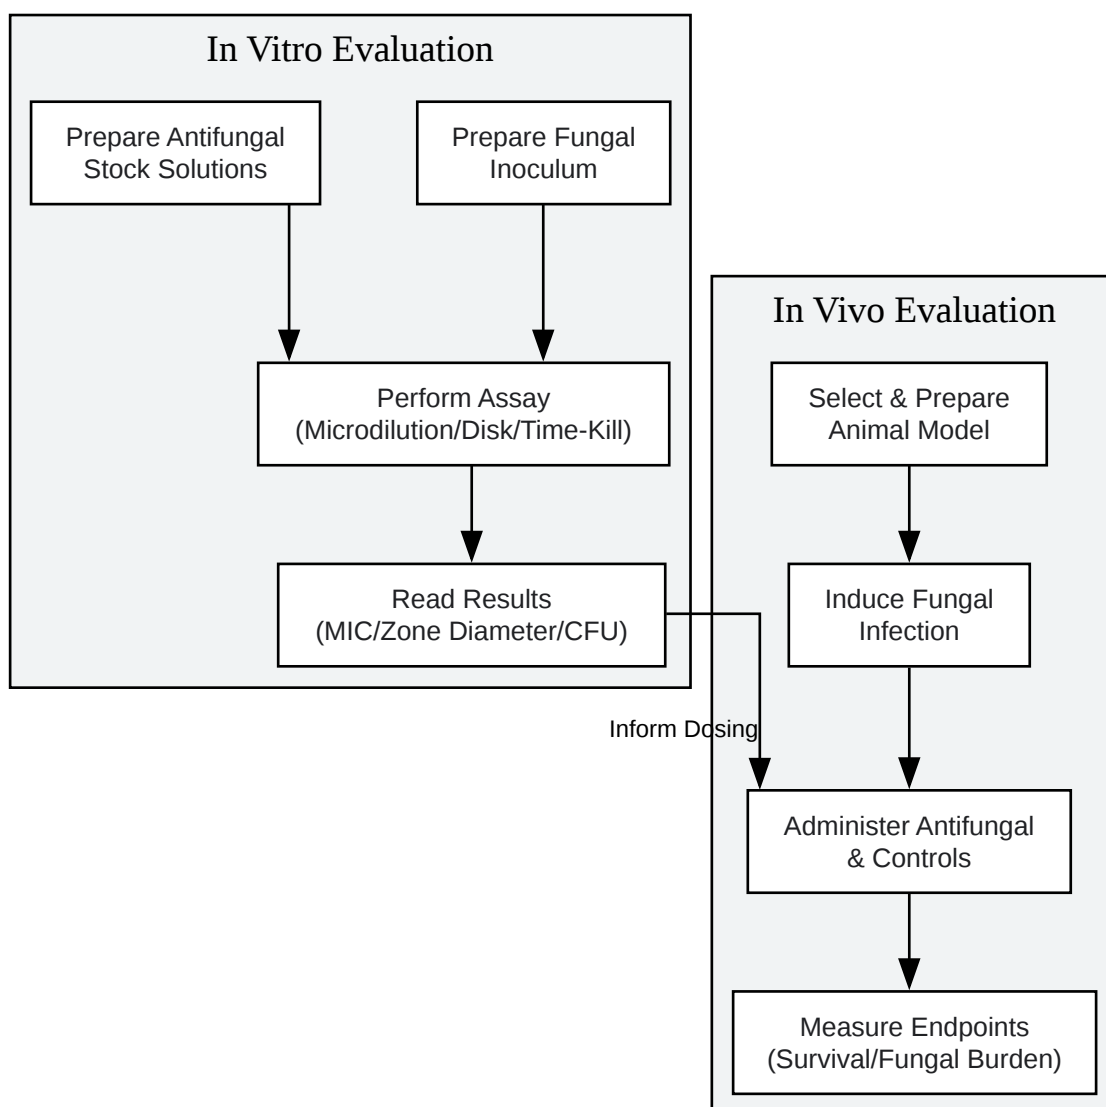 In Vitro Evaluation
Prepare Antifungal
Stock Solutions
Prepare Fungal
Inoculum
Perform Assay
(Microdilution/Disk/Time-Kill)
Read Results
(MIC/Zone Diameter/CFU)
Inform Dosing
In Vivo Evaluation
Select & Prepare
Animal Model
Induce Fungal
Infection
Administer Antifungal
& Controls
Measure Endpoints
(Survival/Fungal Burden)